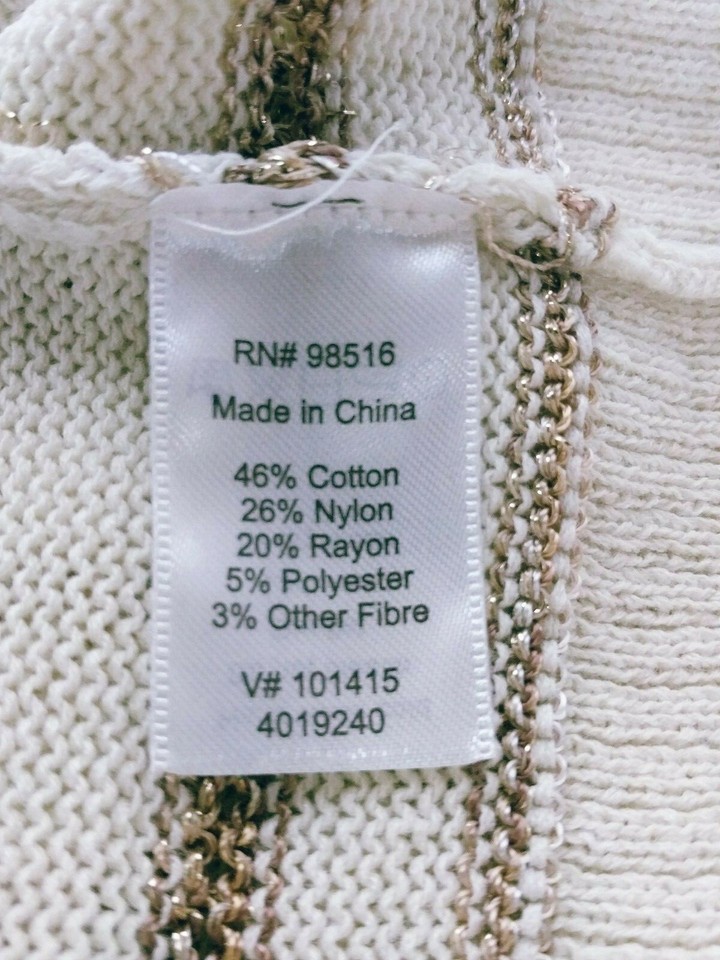 RN# 98516
Made in China
46% Cotton
26% Nylon
20% Rayon
5% Polyester
3% Other Fibre
V# 101415
4019240